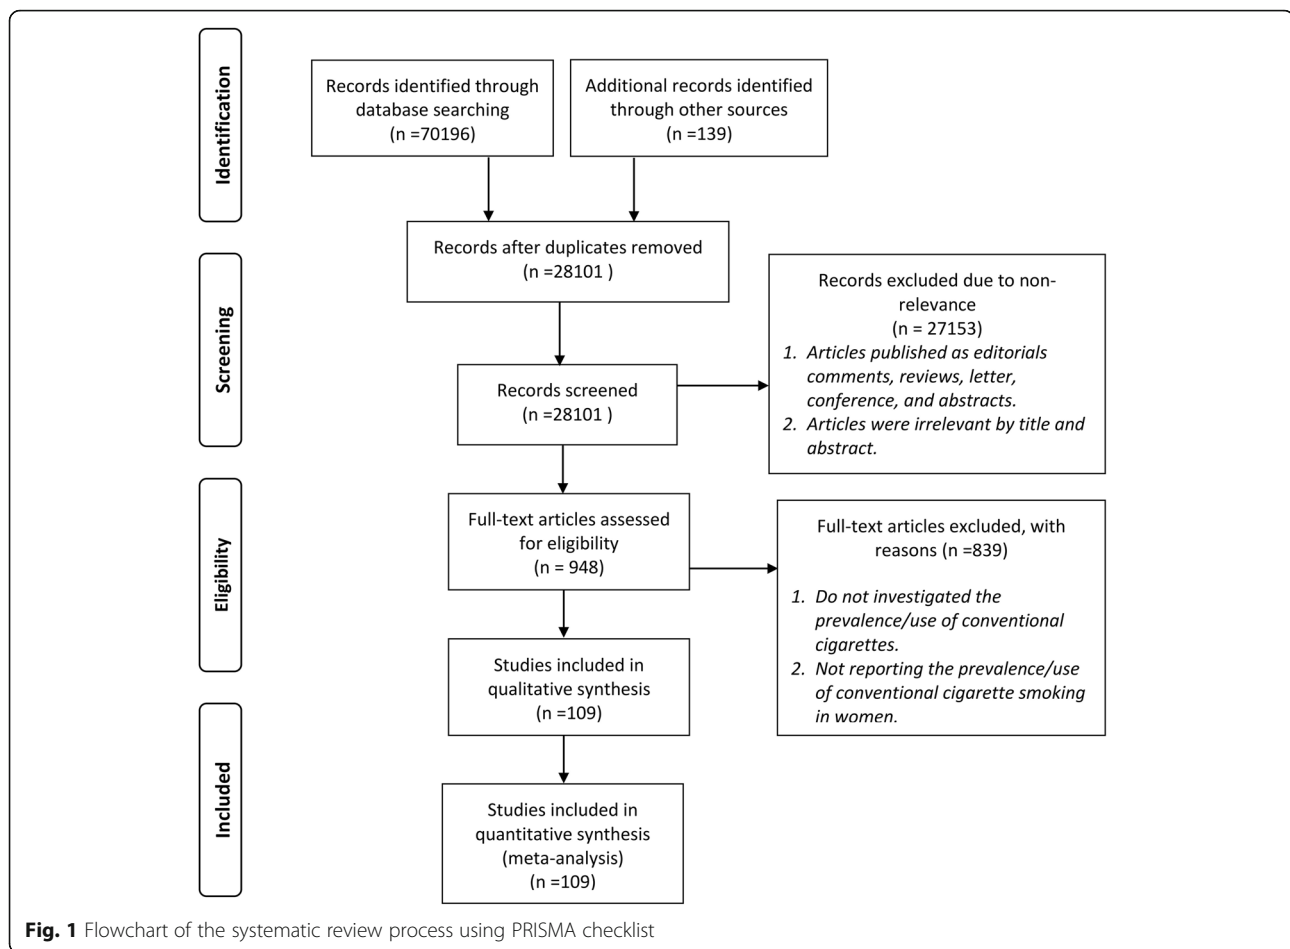 Identification
Records identified through
database searching
(n =70196)
Additional records identified
through other sources
(n =139)
Records after duplicates removed
(n =28101 )
Screening
Records screened
(n =28101 )
Records excluded due to non-
relevance
(n = 27153)
1. Articles published as editorials
comments, reviews, letter,
conference, and abstracts.
2. Articles were irrelevant by title and
abstract.
Eligibility
Full-text articles assessed
for eligibility
(n = 948)
Full-text articles excluded, with
reasons (n =839)
1. Do not investigated the
prevalence/use of conventional
cigarettes.
2. Not reporting the prevalence/use
of conventional cigarette smoking
in women.
Studies included in
qualitative synthesis
(n =109)
Included
Studies included in
quantitative synthesis
(meta-analysis)
(n =109)
Fig. 1 Flowchart of the systematic review process using PRISMA checklist